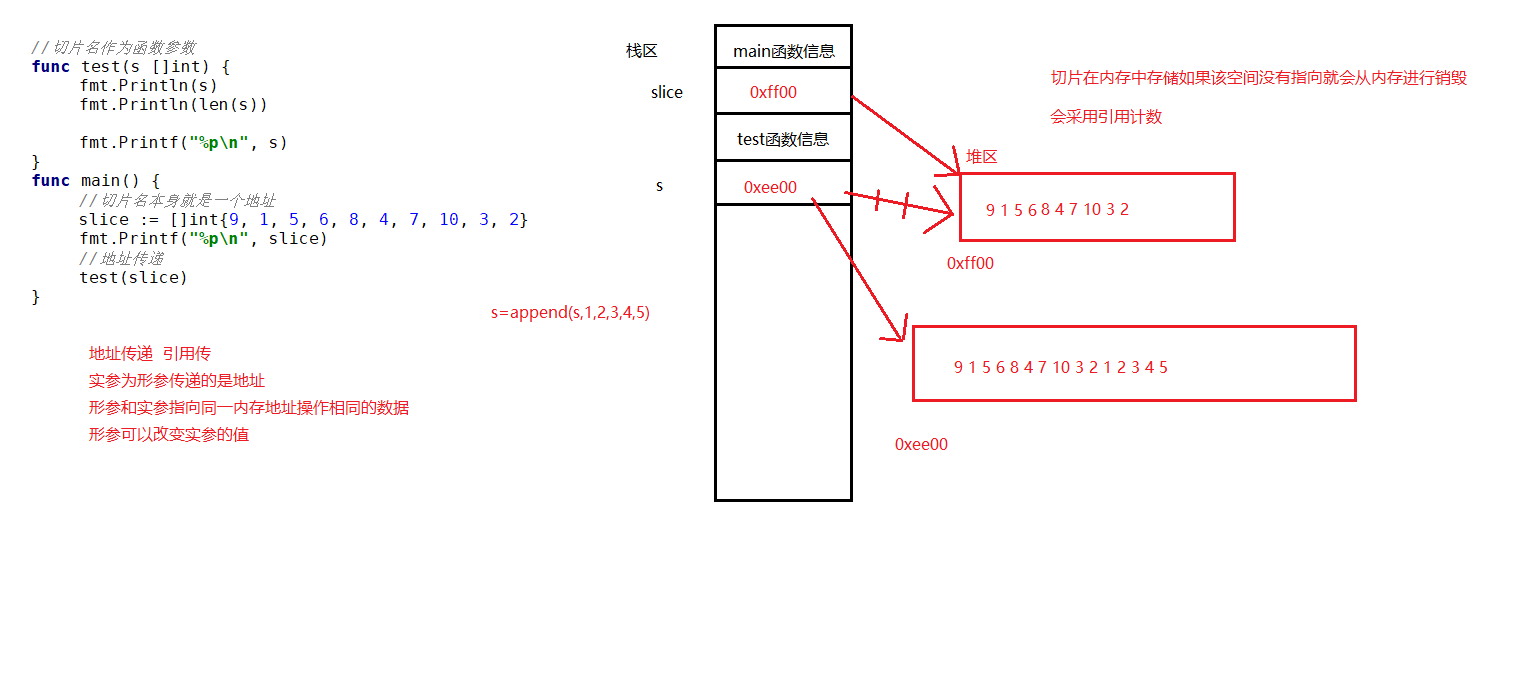 //切片名作为函数参数
func test(s []int) {
fmt.Println(s)
fmt.Println(len(s))
fmt.Printf("%p\n", s)
}
func main() {
//切片名本身就是一个地址
slice := []int{9, 1, 5, 6, 8, 4, 7, 10, 3, 2}
fmt.Printf("%p\n", slice)
//地址传递
test(slice)
}
s=append(s,1,2,3,4,5)
地址传递 引用传
实参为形参传递的是地址
形参和实参指向同一内存地址操作相同的数据
形参可以改变实参的值
栈区
main函数信息
slice
0xff00
test函数信息
s
0xee00
切片在内存中存储如果该空间没有指向就会从内存进行销毁
会采用引用计数
堆区
9 1 5 6 8 4 7 10 3 2
0xff00
9 1 5 6 8 4 7 10 3 2 1 2 3 4 5
0xee00